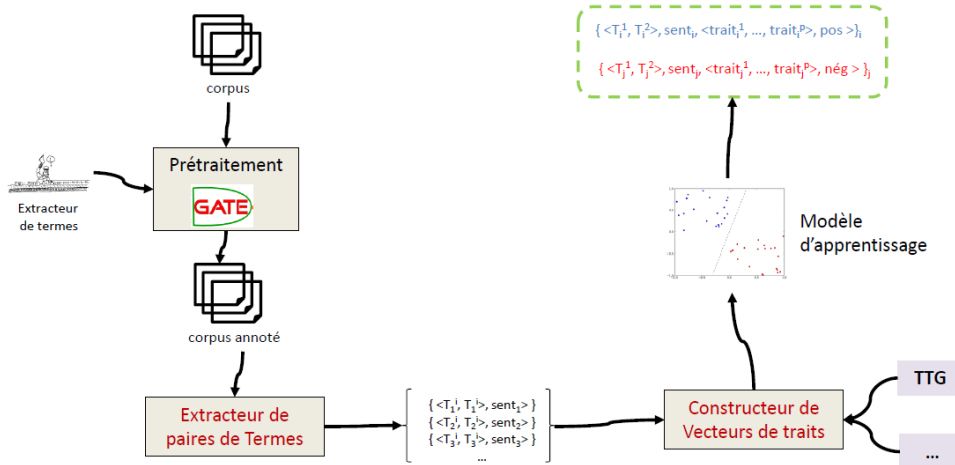 { <T_i^1, T_i^2>, sent_i, <trait_i^1, ..., trait_i^p>, pos >}_i
{ <T_j^1, T_j^2>, sent_j, <trait_j^1, ..., trait_j^p>, nég > }_j
corpus
Prétraitement
GATE
Extracteur
de termes
corpus annoté
Modèle
d'apprentissage
Extracteur de
paires de Termes
{ <T_1^i, T_1^j>, sent_1> }
{ <T_2^i, T_2^j>, sent_2> }
{ <T_3^i, T_3^j>, sent_3> }
...
Constructeur de
Vecteurs de traits
TTG
...